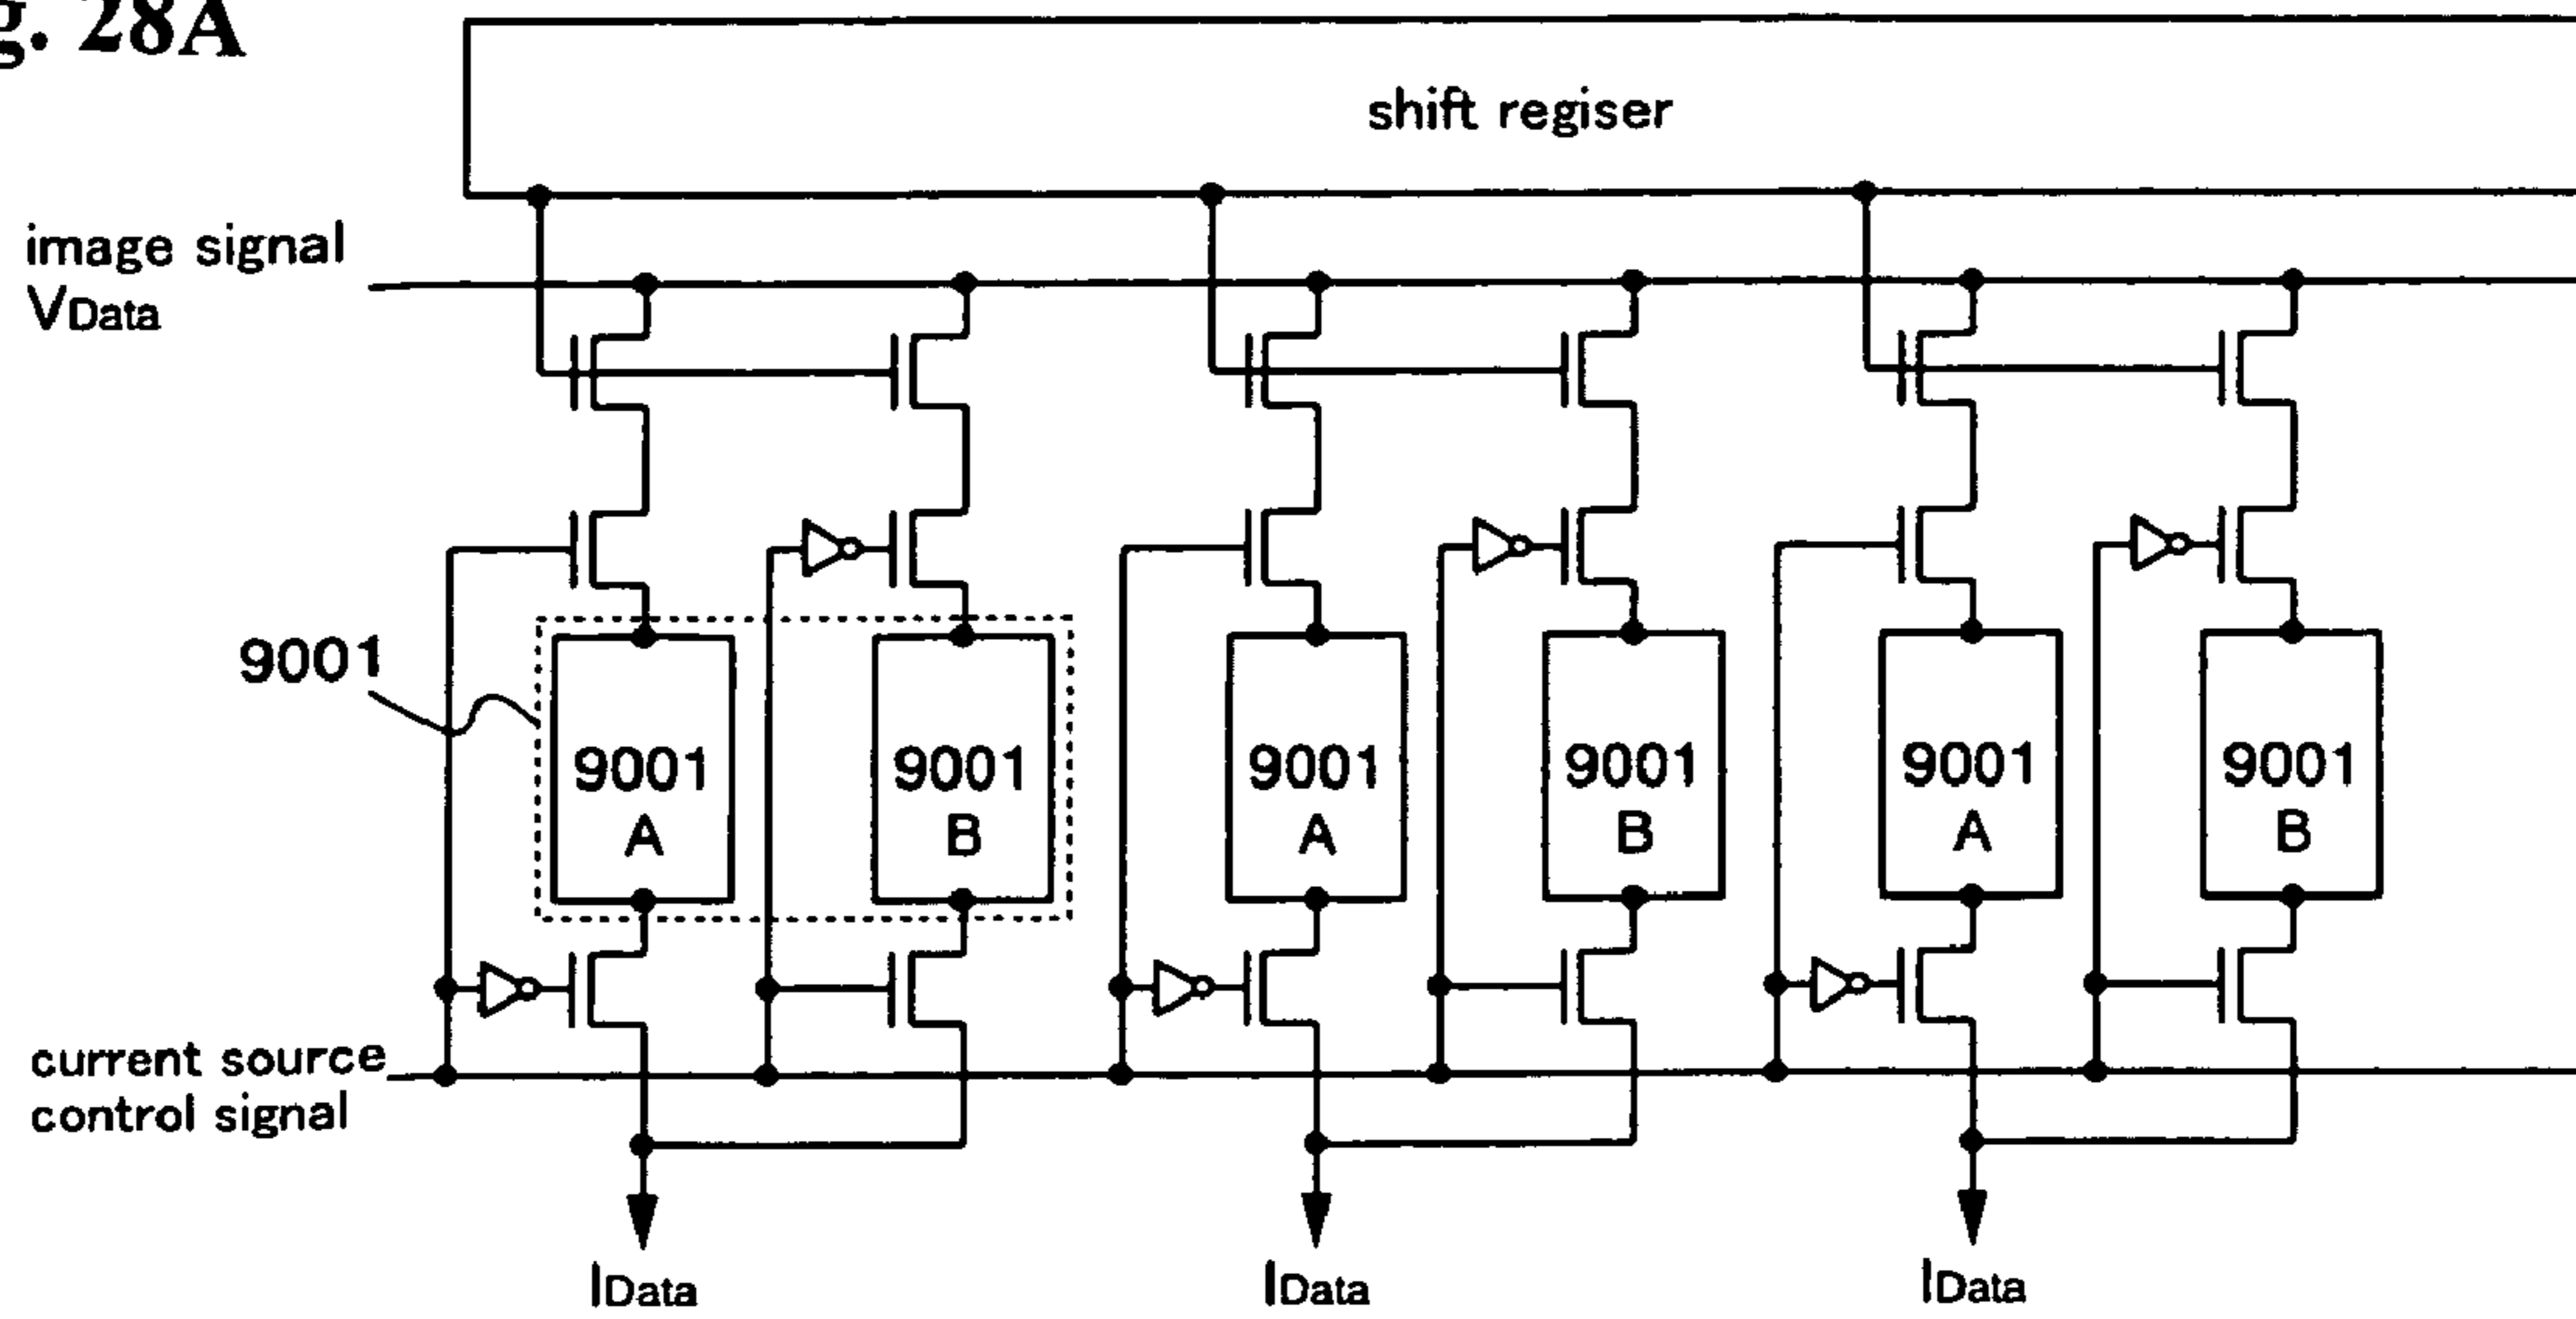 g. 28A
shift regiser
image signal
VData
9001
9001
A
9001
B
9001
A
9001
B
9001
A
9001
B
current source
control signal
IData
IData
IData